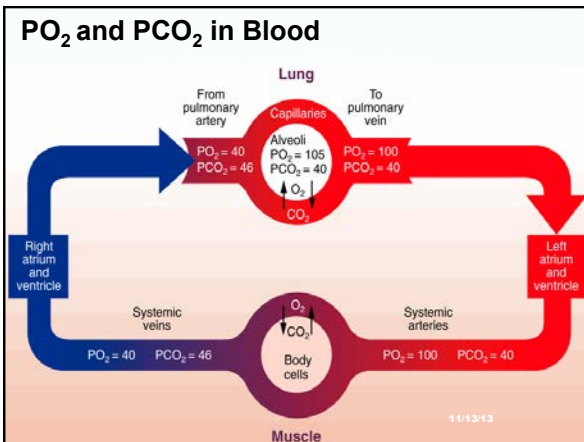 PO₂ and PCO₂ in Blood
Lung
From
pulmonary
artery
To
pulmonary
vein
Capillaries
PO₂ = 40
PCO₂ = 46
Alveoli
PO₂ = 105
PCO₂ = 40
O₂
CO₂
PO₂ = 100
PCO₂ = 40
Right
atrium
and
ventricle
Left
atrium
and
ventricle
Systemic
veins
PO₂ = 40 PCO₂ = 46
O₂
CO₂
Body
cells
Systemic
arteries
PO₂ = 100 PCO₂ = 40
11/13/13
Muscle